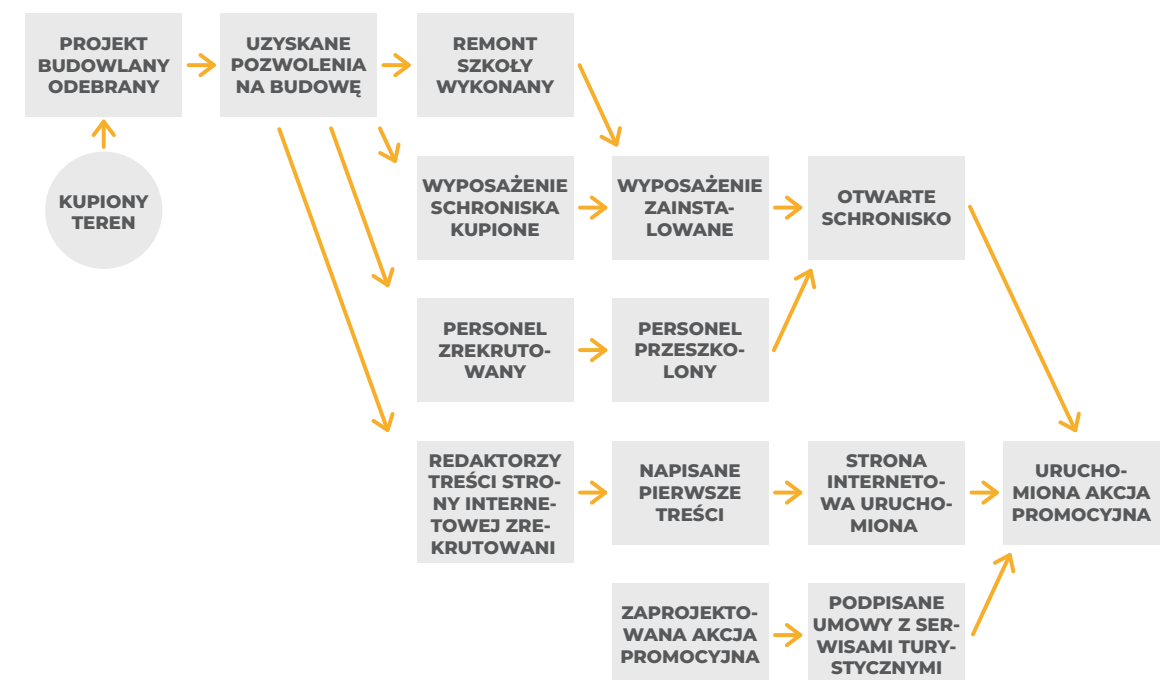 PROJEKT
BUDOWLANY
ODEBRANY
UZYSKANE
POZWOLENIA
NA BUDOWĘ
REMONT
SZKOŁY
WYKONANY
KUPIONY
TEREN
WYPOSAŻENIE
SCHRONISKA
KUPIONE
WYPOSAŻENIE
ZAINSTA-
LOWANE
OTWARTE
SCHRONISKO
PERSONEL
ZREKRUTO-
WANY
PERSONEL
PRZESZKO-
LONY
REDAKTORZY
TREŚCI STRO-
NY INTERNE-
TOWEJ ZRE-
KRUTOWANI
NAPISANE
PIERWSZE
TREŚCI
STRONA
INTERNETO-
WA URUCHO-
MIONA
URUCHO-
MIONA AKCJA
PROMOCYJNA
ZAPROJEKTO-
WANA AKCJA
PROMOCYJNA
PODPISANE
UMOWY Z SER-
WISAMI TURY-
STYCZNYMI